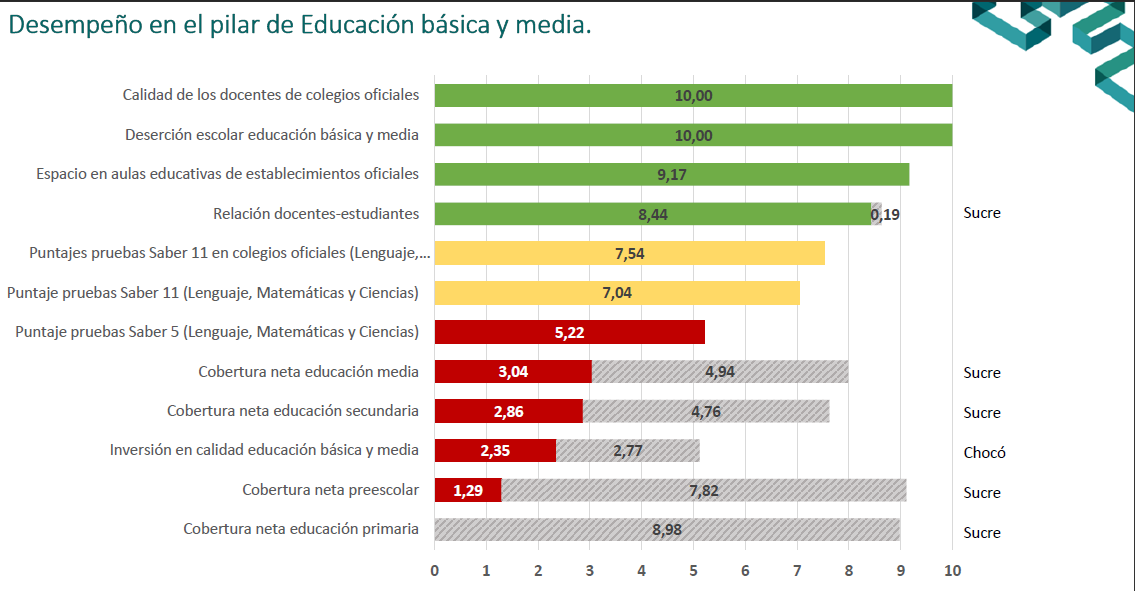 Desempeño en el pilar de Educación básica y media.
Calidad de los docentes de colegios oficiales 10,00
Deserción escolar educación básica y media 10,00
Espacio en aulas educativas de establecimientos oficiales 9,17
Relación docentes-estudiantes 8,44 0,19 Sucre
Puntajes pruebas Saber 11 en colegios oficiales (Lenguaje,... 7,54
Puntaje pruebas Saber 11 (Lenguaje, Matemáticas y Ciencias) 7,04
Puntaje pruebas Saber 5 (Lenguaje, Matemáticas y Ciencias) 5,22
Cobertura neta educación media 3,04 4,94 Sucre
Cobertura neta educación secundaria 2,86 4,76 Sucre
Inversión en calidad educación básica y media 2,35 2,77 Chocó
Cobertura neta preescolar 1,29 7,82 Sucre
Cobertura neta educación primaria 8,98 Sucre
0 1 2 3 4 5 6 7 8 9 10